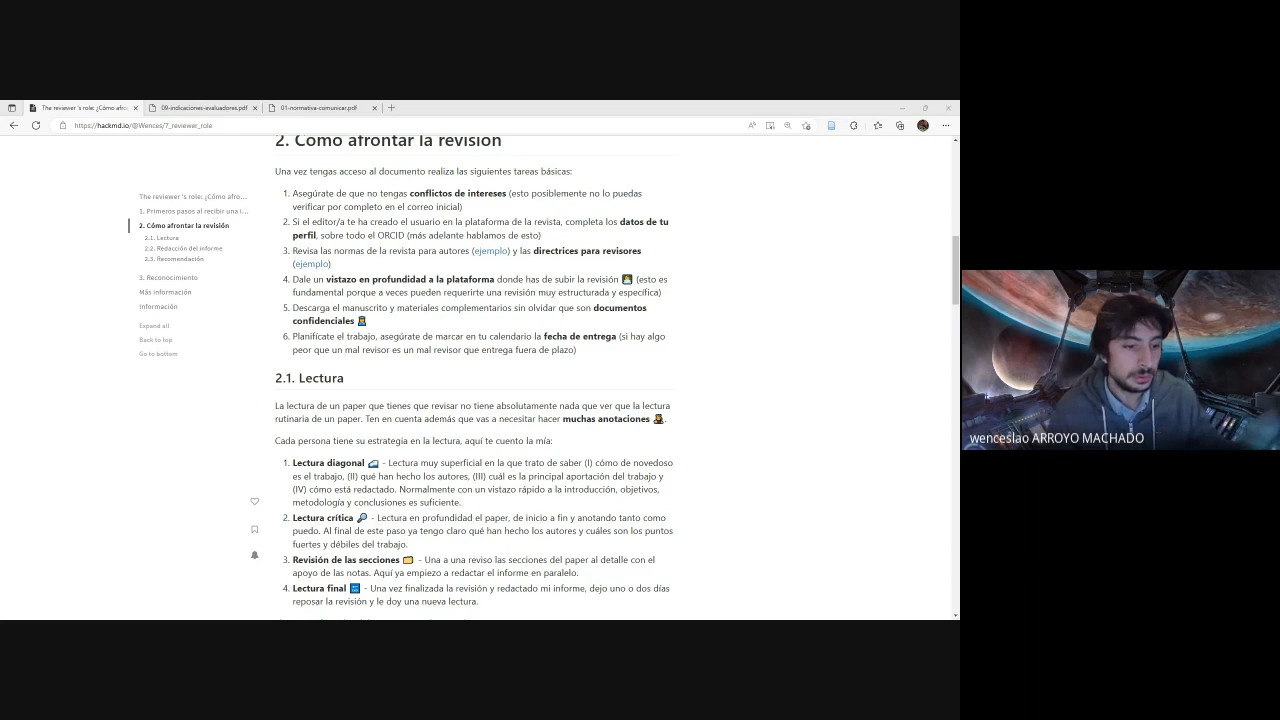 The reviewer 's role: ¿Cómo afro
09-indicaciones-evaluadores.pdf
01-normativa-comunicar.pdf
https://hackmd.io/@Wences/7_reviewer_role
The reviewer 's role: ¿Cómo afro...
1. Primeros pasos al recibir una i...
2. Cómo afrontar la revisión
2.1. Lectura
2.2. Redacción del informe
2.3. Recomendación
3. Reconocimiento
Más información
Información
Expand all
Back to top
Go to bottom
2. Cómo afrontar la revisión
Una vez tengas acceso al documento realiza las siguientes tareas básicas:
1. Asegúrate de que no tengas conflictos de intereses (esto posiblemente no lo puedas
verificar por completo en el correo inicial)
2. Si el editor/a te ha creado el usuario en la plataforma de la revista, completa los datos de tu
perfil, sobre todo el ORCID (más adelante hablamos de esto)
3. Revisa las normas de la revista para autores (ejemplo) y las directrices para revisores
(ejemplo)
4. Dale un vistazo en profundidad a la plataforma donde has de subir la revisión (esto es
fundamental porque a veces pueden requerirte una revisión muy estructurada y específica)
5. Descarga el manuscrito y materiales complementarios sin olvidar que son documentos
confidenciales
6. Planifícate el trabajo, asegúrate de marcar en tu calendario la fecha de entrega (si hay algo
peor que un mal revisor es un mal revisor que entrega fuera de plazo)
2.1. Lectura
La lectura de un paper que tienes que revisar no tiene absolutamente nada que ver que la lectura
rutinaria de un paper. Ten en cuenta además que vas a necesitar hacer muchas anotaciones.
Cada persona tiene su estrategia en la lectura, aquí te cuento la mía:
1. Lectura diagonal - Lectura muy superficial en la que trato de saber (I) cómo de novedoso
es el trabajo, (II) qué han hecho los autores, (III) cuál es la principal aportación del trabajo y
(IV) cómo está redactado. Normalmente con un vistazo rápido a la introducción, objetivos,
metodología y conclusiones es suficiente.
2. Lectura crítica - Lectura en profundidad el paper, de inicio a fin y anotando tanto como
puedo. Al final de este paso ya tengo claro qué han hecho los autores y cuáles son los puntos
fuertes y débiles del trabajo.
3. Revisión de las secciones - Una a una reviso las secciones del paper al detalle con el
apoyo de las notas. Aquí ya empiezo a redactar el informe en paralelo.
4. Lectura final - Una vez finalizada la revisión y redactado mi informe, dejo uno o dos días
reposar la revisión y le doy una nueva lectura.
wenceslao ARROYO MACHADO